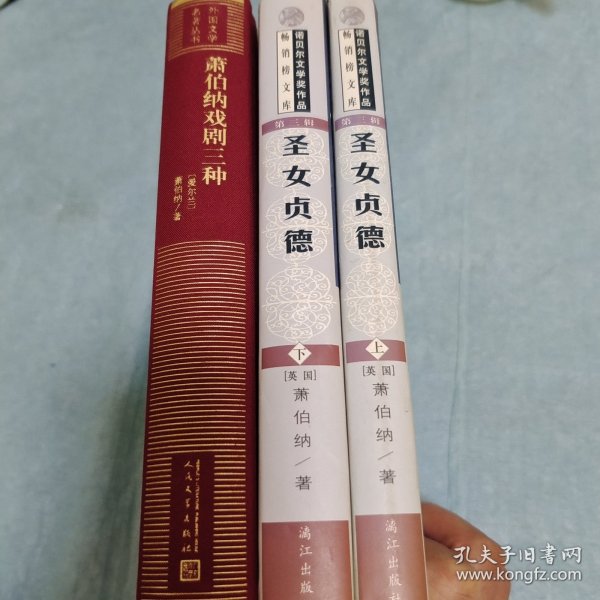 外国文学
名著丛书
萧伯纳戏剧三种
〔爱尔兰〕
萧伯纳/著
人民文学出版社
诺贝尔文学奖作品
畅销榜文库
第三辑
圣女贞德
下
[英 国]
萧伯纳/著
漓江出版
诺贝尔文学奖作品
畅销榜文库
第三辑
圣女贞德
上
[英 国]
萧伯纳/著
漓江出版社
孔夫子旧书网
www.kongfz.com